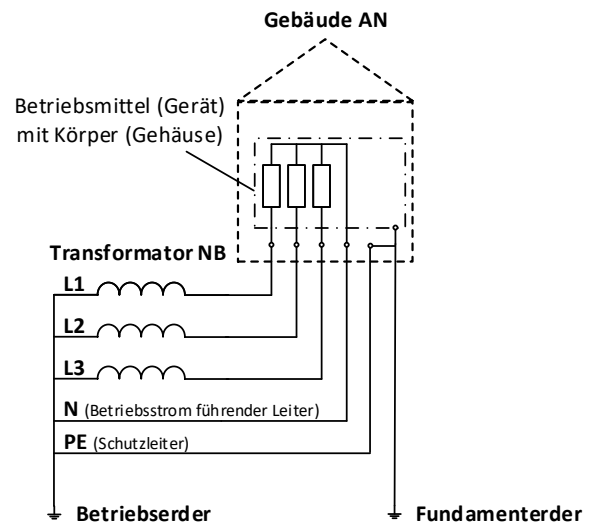 Gebäude AN
Betriebsmittel (Gerät)
mit Körper (Gehäuse)
Transformator NB
L1
L2
L3
N (Betriebsstrom führender Leiter)
PE (Schutzleiter)
Betriebserder
Fundamenterder